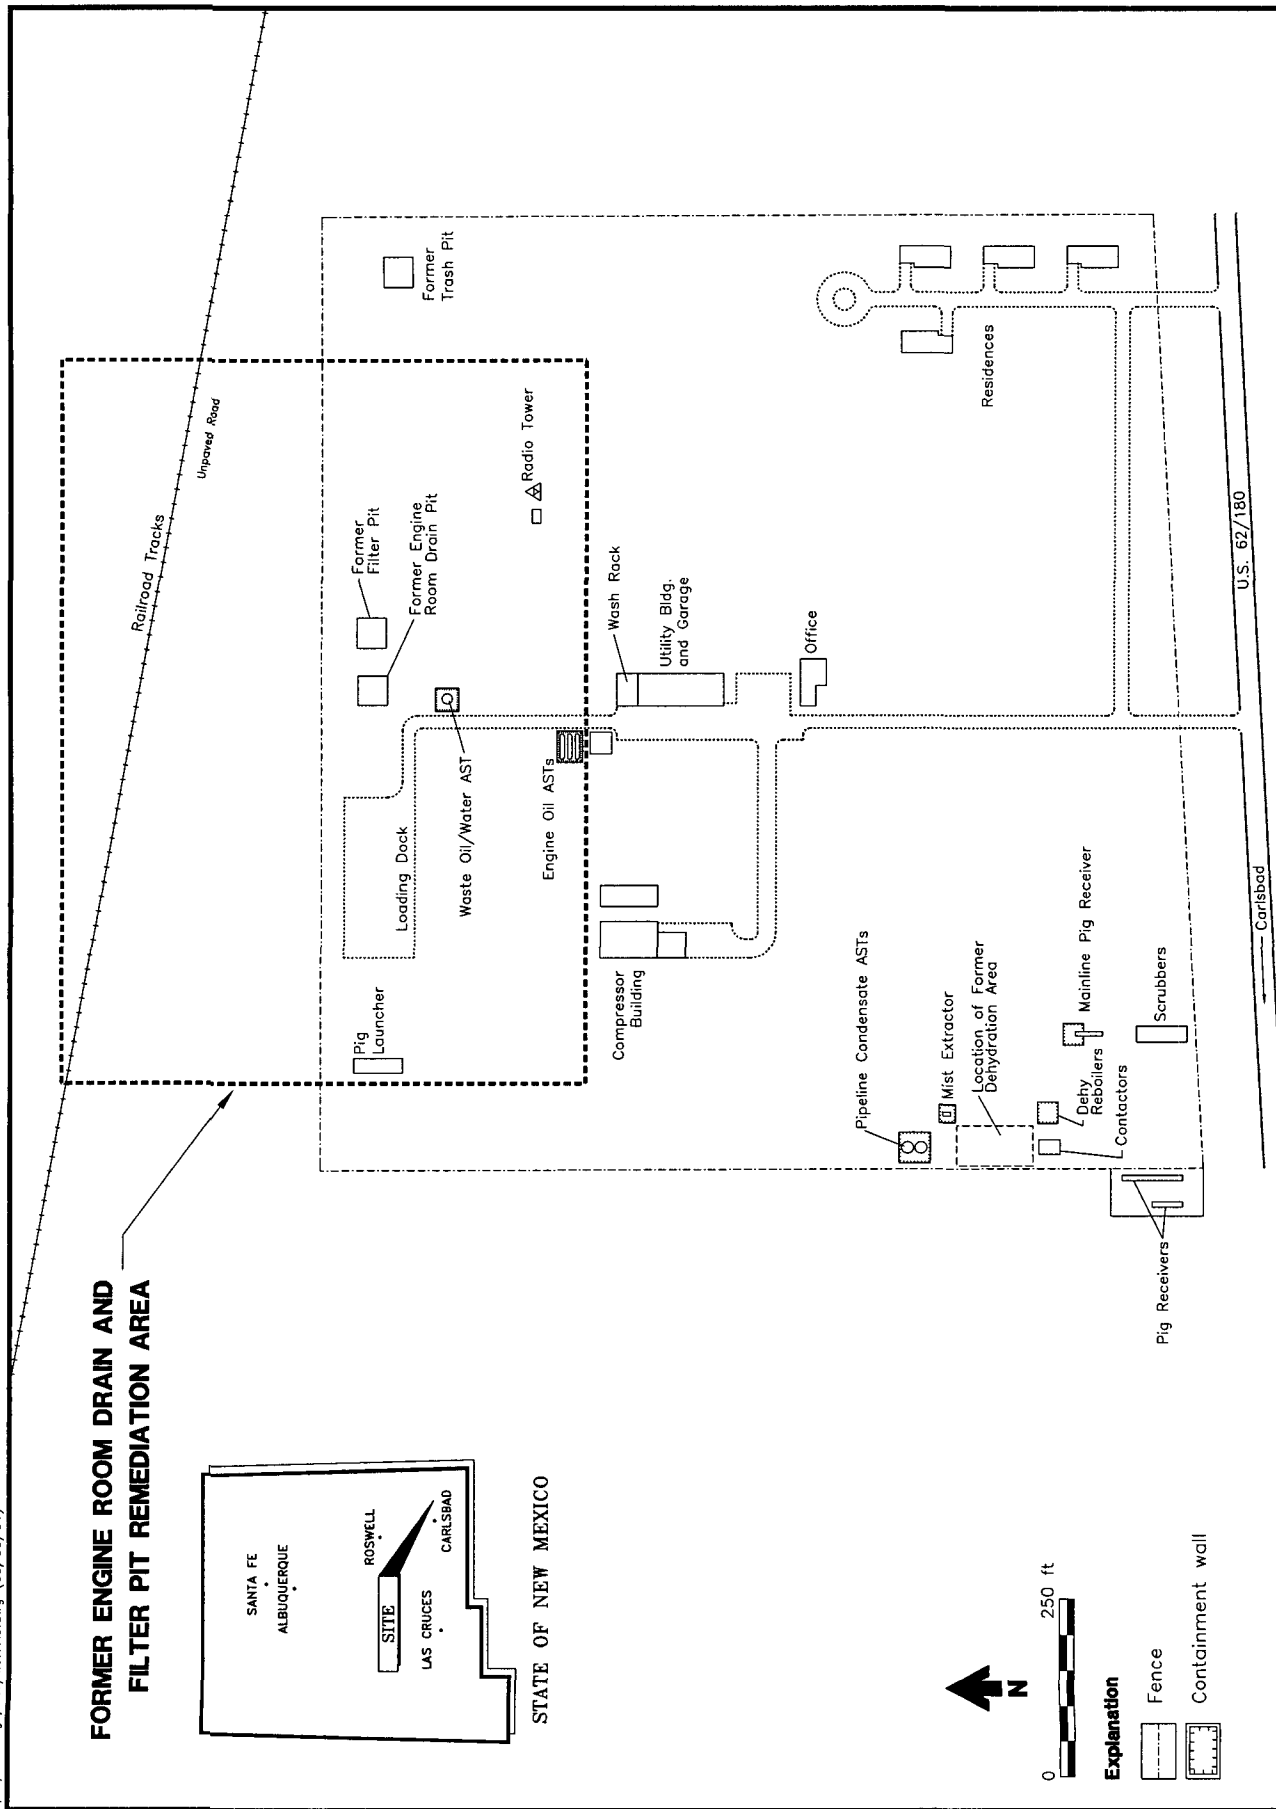 FORMER ENGINE ROOM DRAIN AND
FILTER PIT REMEDIATION AREA
Railroad Tracks
Unpaved Road
Former
Trash Pit
Former
Filter Pit
Former Engine
Room Drain Pit
Radio Tower
Pig
Launcher
Loading Dock
Waste Oil/Water AST
Engine Oil ASTs
Wash Rack
Utility Bldg.
and Garage
Compressor
Building
Office
Residences
Pipeline Condensate ASTs
Mist Extractor
Location of Former
Dehydration Area
Mainline Pig Receiver
Dehy
Reboilers
Contactors
Scrubbers
Pig Receivers
U.S. 62/180
Carlsbad
SANTA FE
ALBUQUERQUE
ROSWELL
SITE
CARLSBAD
LAS CRUCES
STATE OF NEW MEXICO
N
0 250 ft
Explanation
Fence
Containment wall